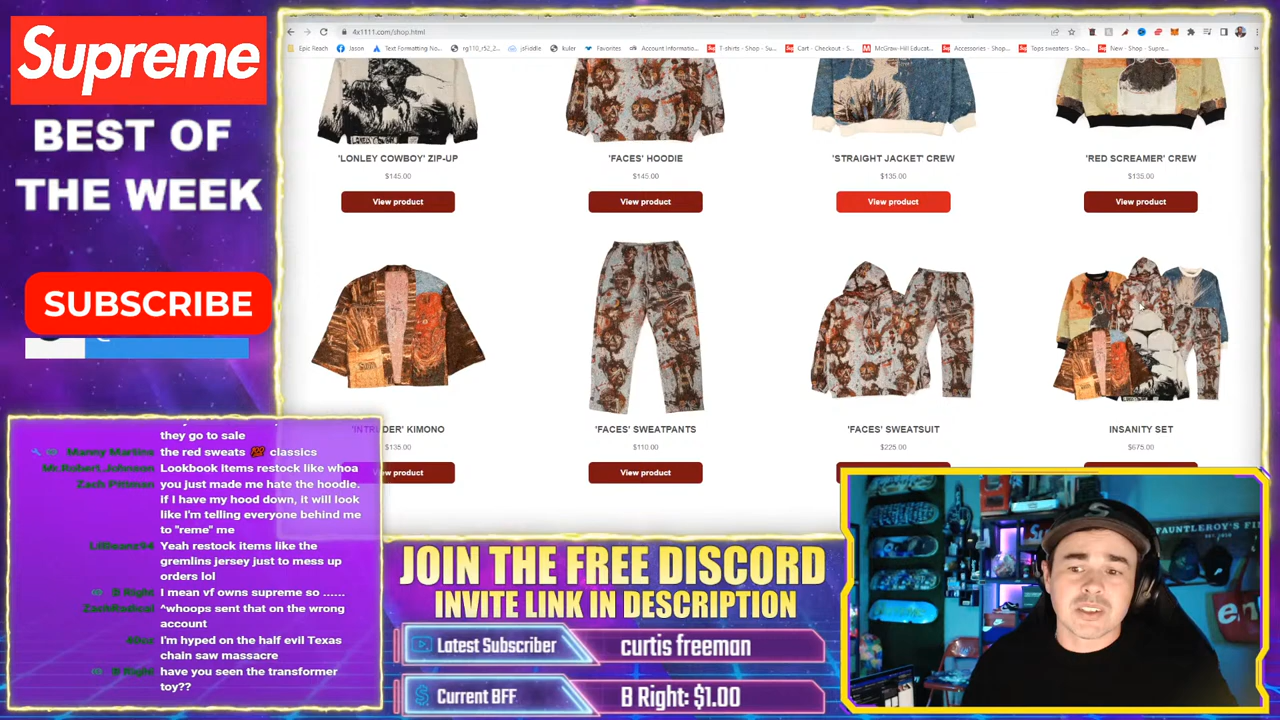 Supreme
BEST OF
THE WEEK
SUBSCRIBE
4x1111.com/shop.html
Epic Reach
Jason
Text Formatting No...
rg110_r52_2...
jsFiddle
kuler
Favorites
Account Informatio...
T-shirts - Shop - Su...
Cart - Checkout - S...
McGraw-Hill Educat...
Accessories - Shop...
Tops sweaters - Sho...
New - Shop - Supre...
'LONLEY COWBOY' ZIP-UP
$145.00
View product
'FACES' HOODIE
$145.00
View product
'STRAIGHT JACKET' CREW
$135.00
View product
'RED SCREAMER' CREW
$135.00
View product
'INTRUDER' KIMONO
$135.00
View product
'FACES' SWEATPANTS
$110.00
View product
'FACES' SWEATSUIT
$225.00
INSANITY SET
$675.00
they go to sale
Manny Martino the red sweats 💯 classics
Mr.Robert.Johnson Lookbook Items restock like whoa
Zach Pittman you just made me hate the hoodie.
if I have my hood down, it will look
like I'm telling everyone behind me
to "reme" me
Yeah restock items like the
gremlins jersey just to mess up
orders lol
B Right I mean vf owns supreme so ......
ZachRadical ^whoops sent that on the wrong
account
I'm hyped on the half evil Texas
chain saw massacre
B Right have you seen the transformer
toy??
JOIN THE FREE DISCORD
INVITE LINK IN DESCRIPTION
Latest Subscriber
curtis freeman
Current BFF
B Right: $1.00
FAUNTLEROY'S FI